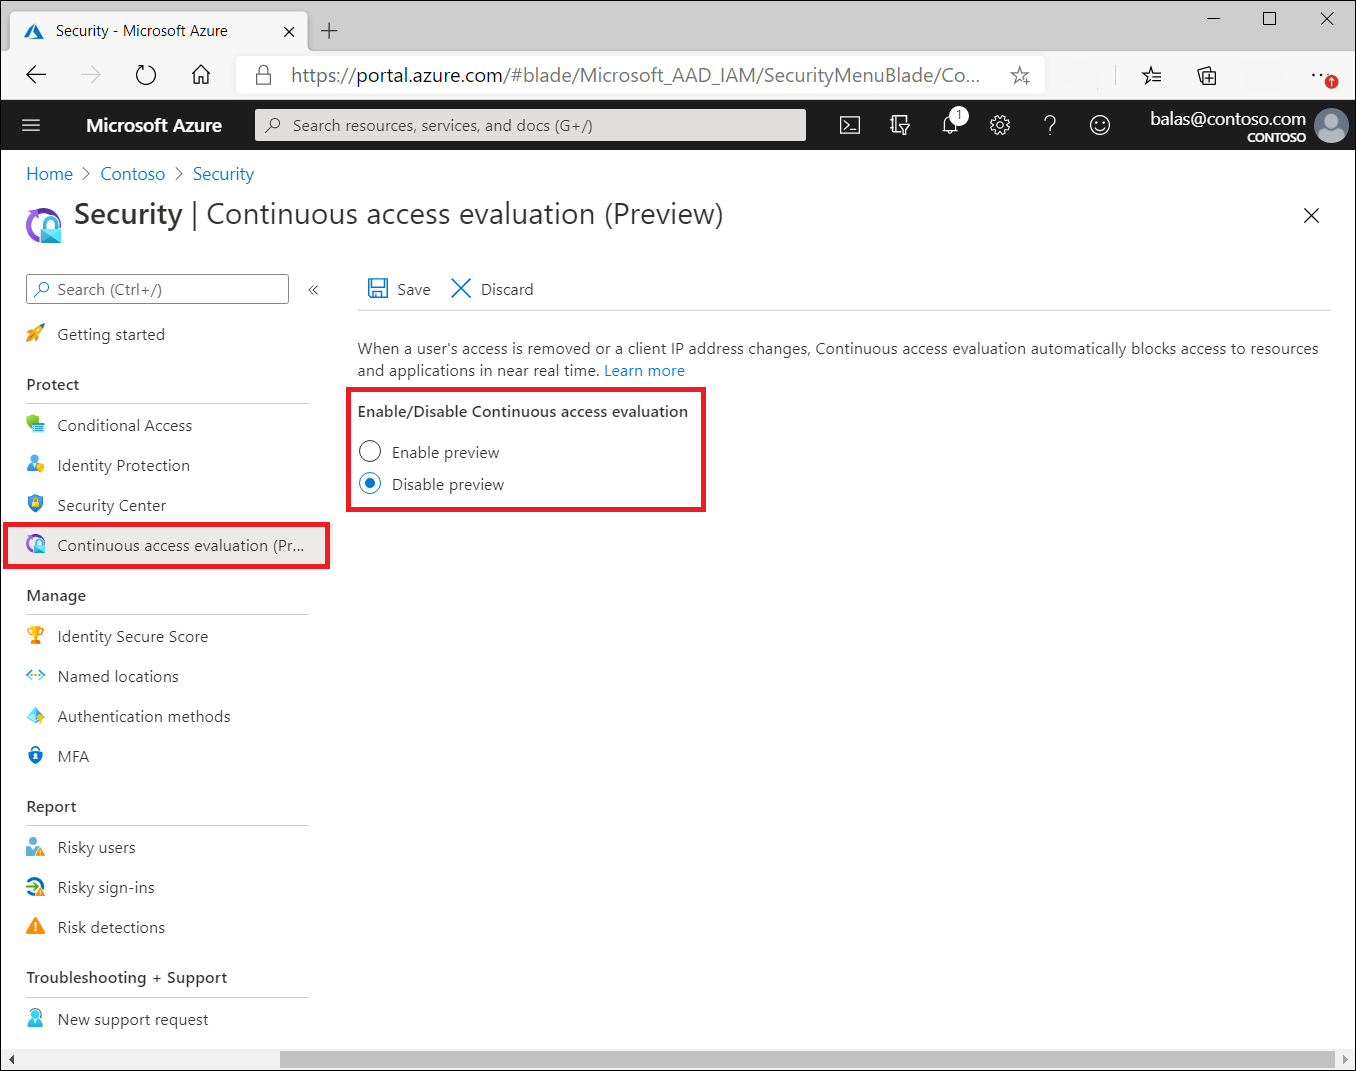 Security - Microsoft Azure
https://portal.azure.com/#blade/Microsoft_AAD_IAM/SecurityMenuBlade/Co...
Microsoft Azure
Search resources, services, and docs (G+/)
1
balas@contoso.com
CONTOSO
Home > Contoso > Security
Security | Continuous access evaluation (Preview)
Search (Ctrl+/)
«
Save
Discard
Getting started
When a user's access is removed or a client IP address changes, Continuous access evaluation automatically blocks access to resources
and applications in near real time. Learn more
Enable/Disable Continuous access evaluation
Enable preview
Disable preview
Protect
Conditional Access
Identity Protection
Security Center
Continuous access evaluation (Pr...
Manage
Identity Secure Score
Named locations
Authentication methods
MFA
Report
Risky users
Risky sign-ins
Risk detections
Troubleshooting + Support
New support request